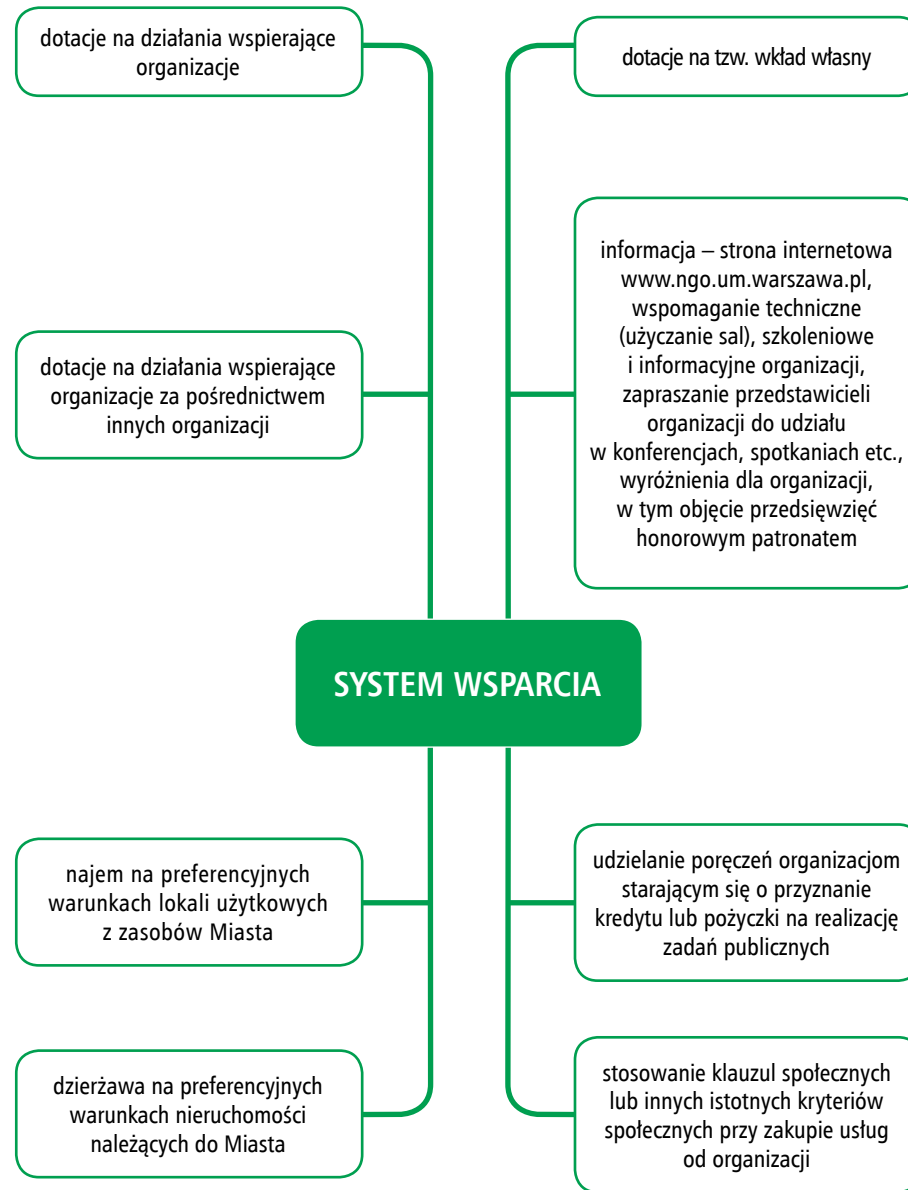 dotacje na działania wspierające
organizacje
dotacje na tzw. wkład własny
dotacje na działania wspierające
organizacje za pośrednictwem
innych organizacji
informacja – strona internetowa
www.ngo.um.warszawa.pl,
wspomaganie techniczne
(użyczanie sal), szkoleniowe
i informacyjne organizacji,
zapraszanie przedstawicieli
organizacji do udziału
w konferencjach, spotkaniach etc.,
wyróżnienia dla organizacji,
w tym objęcie przedsięwzięć
honorowym patronatem
SYSTEM WSPARCIA
najem na preferencyjnych
warunkach lokali użytkowych
z zasobów Miasta
udzielanie poręczeń organizacjom
starającym się o przyznanie
kredytu lub pożyczki na realizację
zadań publicznych
dzierżawa na preferencyjnych
warunkach nieruchomości
należących do Miasta
stosowanie klauzul społecznych
lub innych istotnych kryteriów
społecznych przy zakupie usług
od organizacji